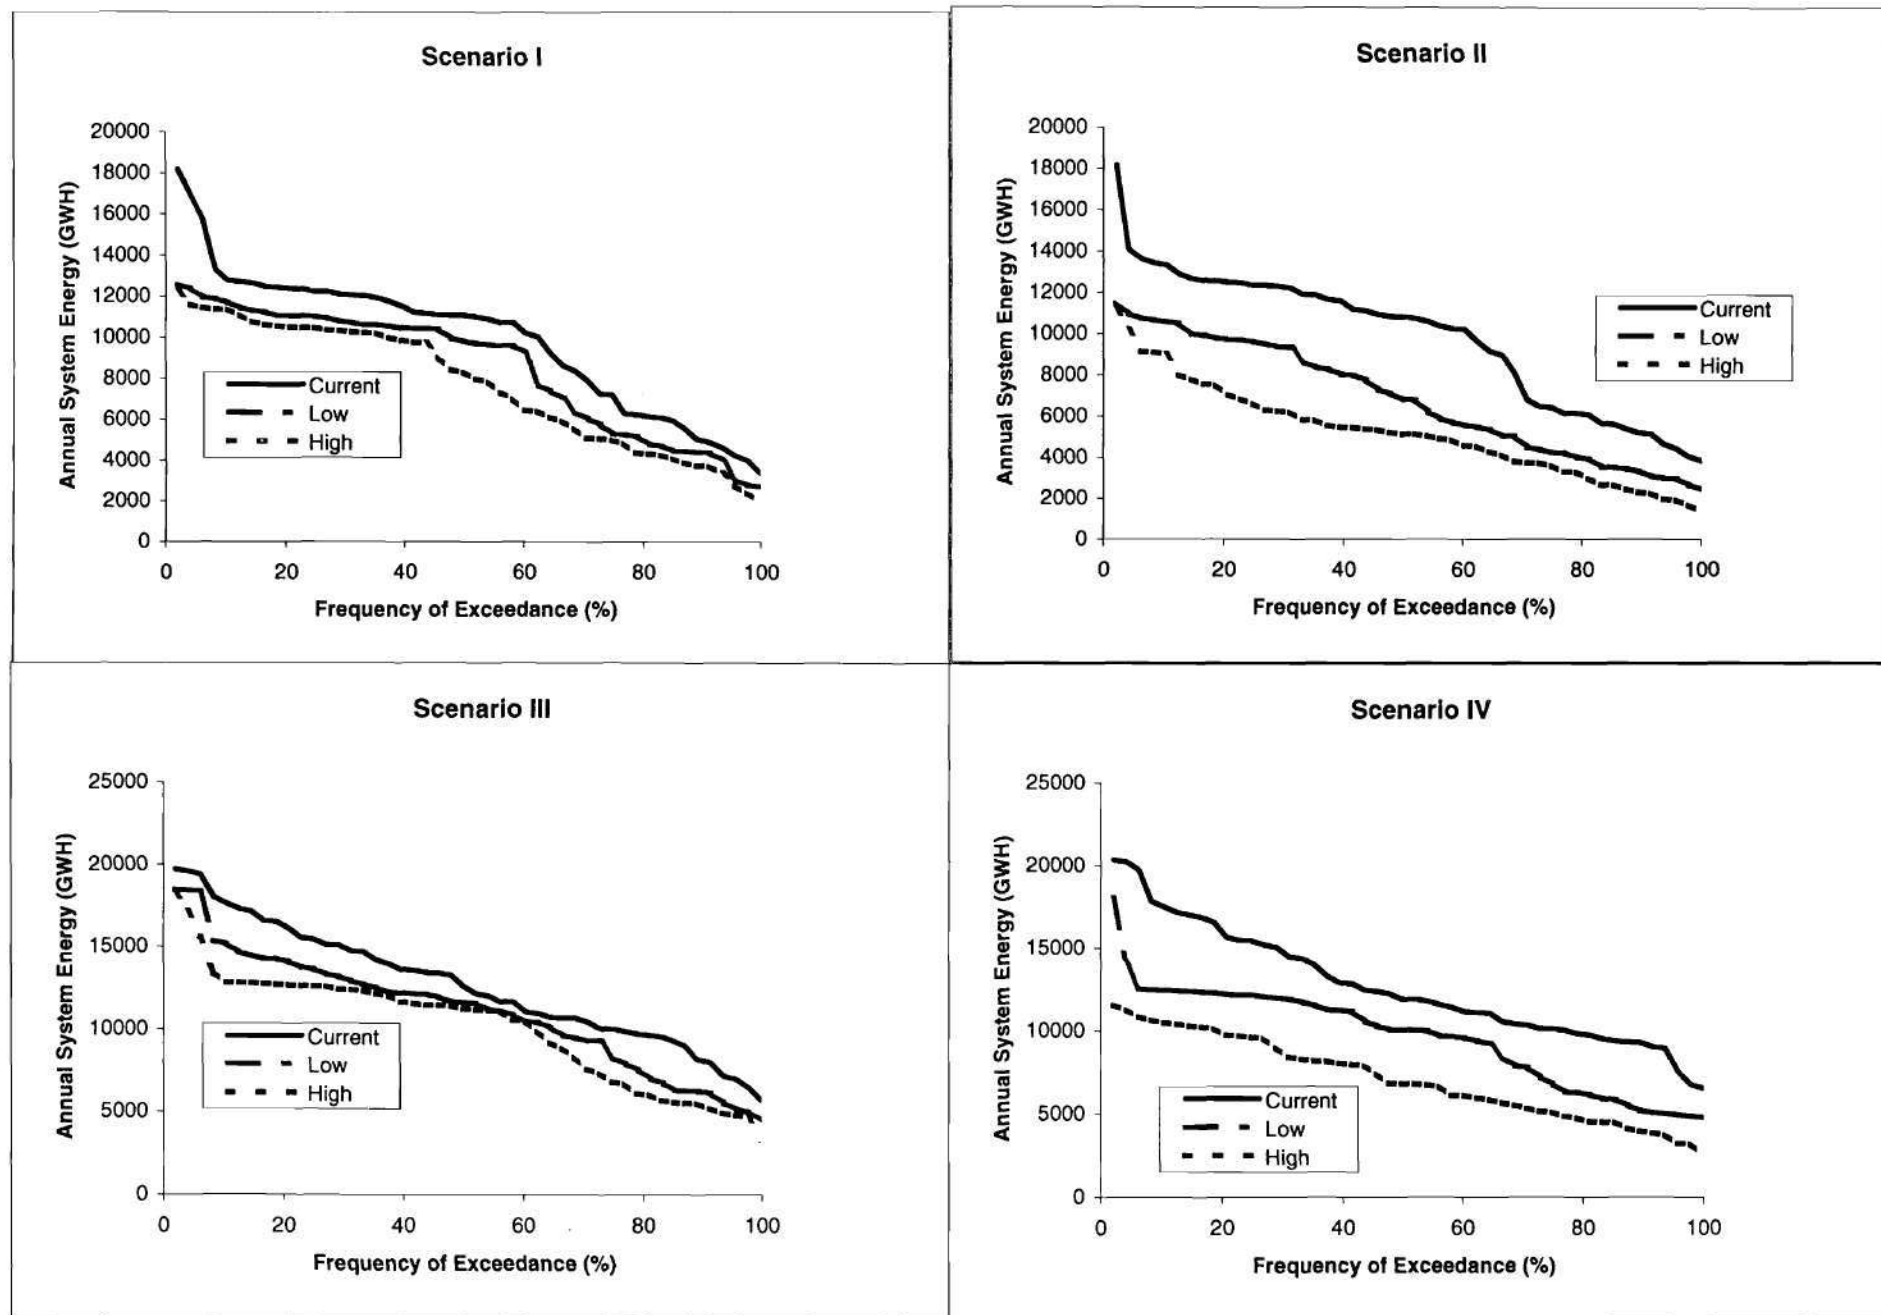 Scenario I
20000
18000
16000
14000
12000
10000
8000
6000
4000
2000
0
Annual System Energy (GWH)
Current
Low
High
0 20 40 60 80 100
Frequency of Exceedance (%)
Scenario II
20000
18000
16000
14000
12000
10000
8000
6000
4000
2000
0
Annual System Energy (GWH)
Current
Low
High
0 20 40 60 80 100
Frequency of Exceedance (%)
Scenario III
25000
20000
15000
10000
5000
0
Annual System Energy (GWH)
Current
Low
High
0 20 40 60 80 100
Frequency of Exceedance (%)
Scenario IV
25000
20000
15000
10000
5000
0
Annual System Energy (GWH)
Current
Low
High
0 20 40 60 80 100
Frequency of Exceedance (%)